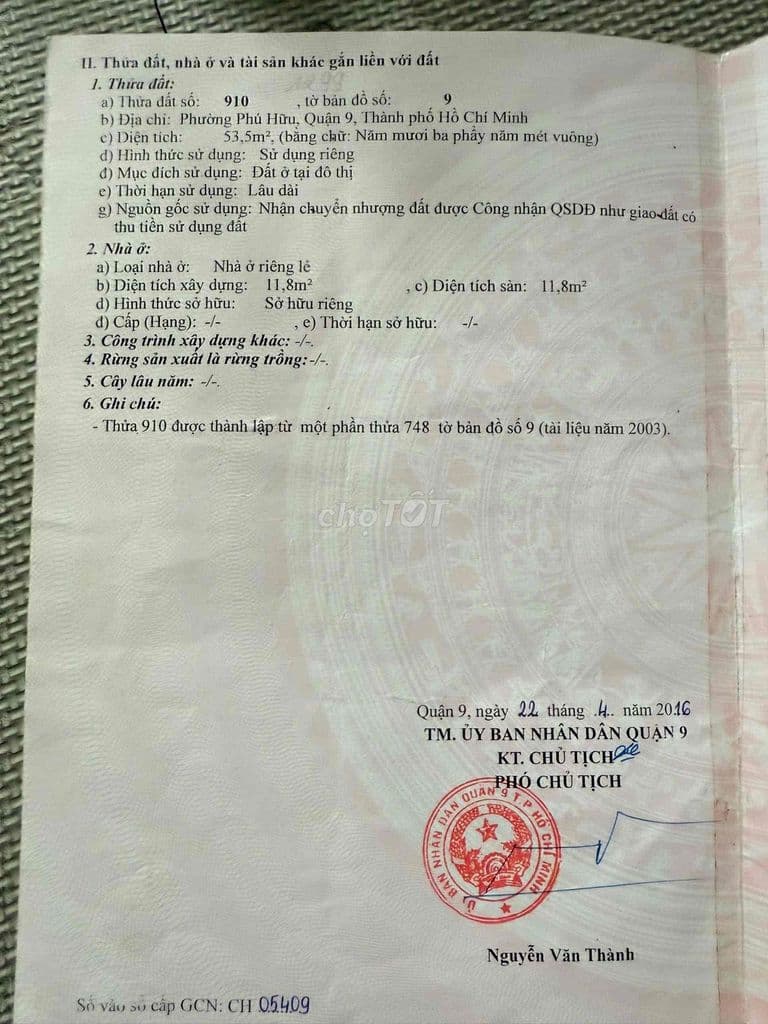 II. Thửa đất, nhà ở và tài sản khác gắn liền với đất
1. Thửa đất:
a) Thửa đất số: 910 , tờ bản đồ số: 9
b) Địa chỉ: Phường Phú Hữu, Quận 9, Thành phố Hồ Chí Minh
c) Diện tích: 53,5m², (bằng chữ: Năm mươi ba phẩy năm mét vuông)
d) Hình thức sử dụng: Sử dụng riêng
đ) Mục đích sử dụng: Đất ở tại đô thị
e) Thời hạn sử dụng: Lâu dài
g) Nguồn gốc sử dụng: Nhận chuyển nhượng đất được Công nhận QSDĐ như giao đất có
thu tiền sử dụng đất
2. Nhà ở:
a) Loại nhà ở: Nhà ở riêng lẻ
b) Diện tích xây dựng: 11,8m² , c) Diện tích sàn: 11,8m²
d) Hình thức sở hữu: Sở hữu riêng
đ) Cấp (Hạng): -/- , e) Thời hạn sở hữu: -/-
3. Công trình xây dựng khác: -/-.
4. Rừng sản xuất là rừng trồng: -/-.
5. Cây lâu năm: -/-.
6. Ghi chú:
- Thửa 910 được thành lập từ một phần thửa 748 tờ bản đồ số 9 (tài liệu năm 2003).
chợTỐT
Quận 9, ngày 22 tháng .4.. năm 2016
TM. ỦY BAN NHÂN DÂN QUẬN 9
KT. CHỦ TỊCH
PHÓ CHỦ TỊCH
ỦY BAN NHÂN DÂN QUẬN 9 T.P HỒ CHÍ MINH
Nguyễn Văn Thành
Số vào sổ cấp GCN: CH 05409